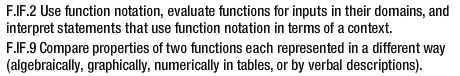 F.IF.2 Use function notation, evaluate functions for inputs in their domains, and
interpret statements that use function notation in terms of a context.
F.IF.9 Compare properties of two functions each represented in a different way
(algebraically, graphically, numerically in tables, or by verbal descriptions).